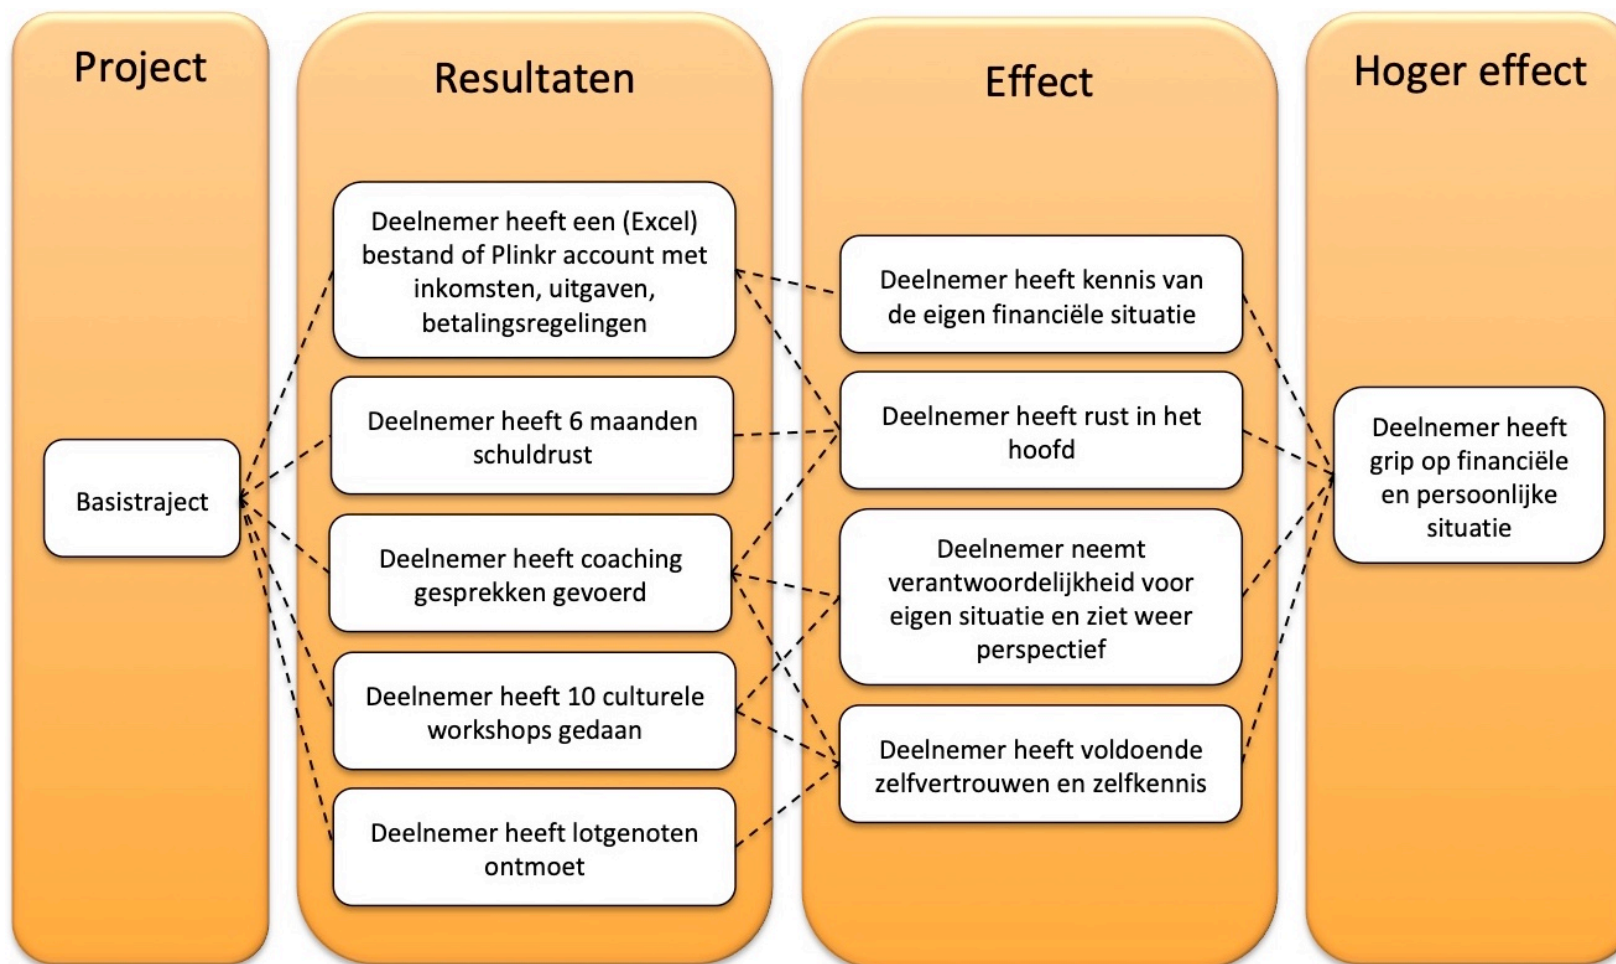 Project
Basistraject
Resultaten
Deelnemer heeft een (Excel)
bestand of Plinkr account met
inkomsten, uitgaven,
betalingsregelingen
Deelnemer heeft 6 maanden
schuldrust
Deelnemer heeft coaching
gesprekken gevoerd
Deelnemer heeft 10 culturele
workshops gedaan
Deelnemer heeft lotgenoten
ontmoet
Effect
Deelnemer heeft kennis van
de eigen financiële situatie
Deelnemer heeft rust in het
hoofd
Deelnemer neemt
verantwoordelijkheid voor
eigen situatie en ziet weer
perspectief
Deelnemer heeft voldoende
zelfvertrouwen en zelfkennis
Hoger effect
Deelnemer heeft
grip op financiële
en persoonlijke
situatie